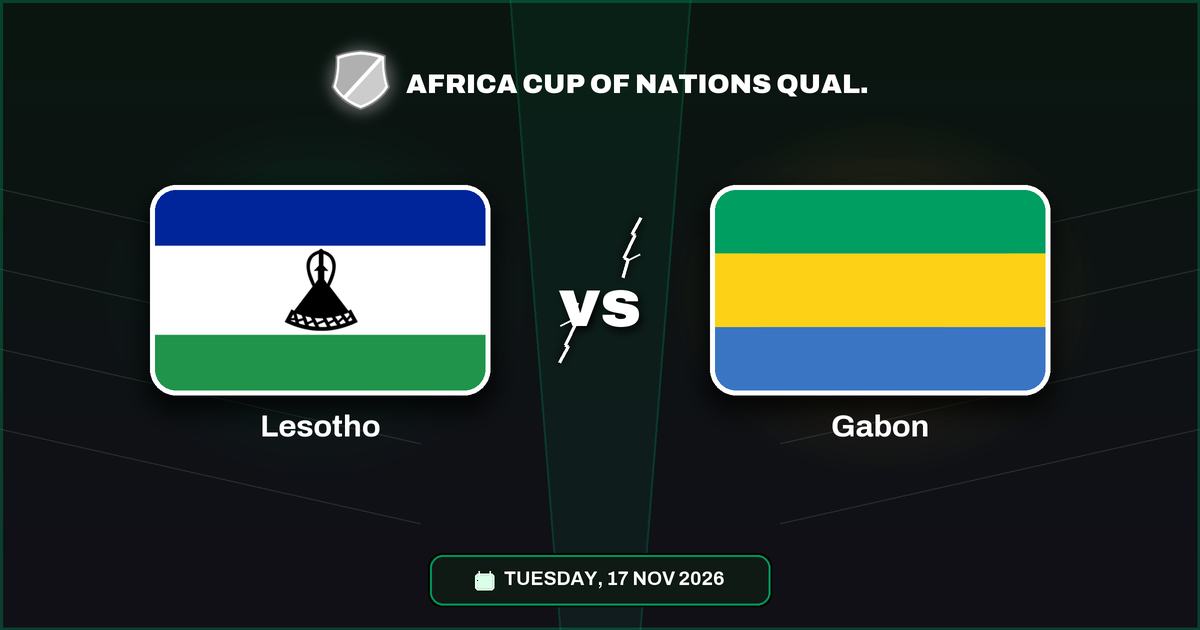 AFRICA CUP OF NATIONS QUAL.
VS
Lesotho
Gabon
TUESDAY, 17 NOV 2026